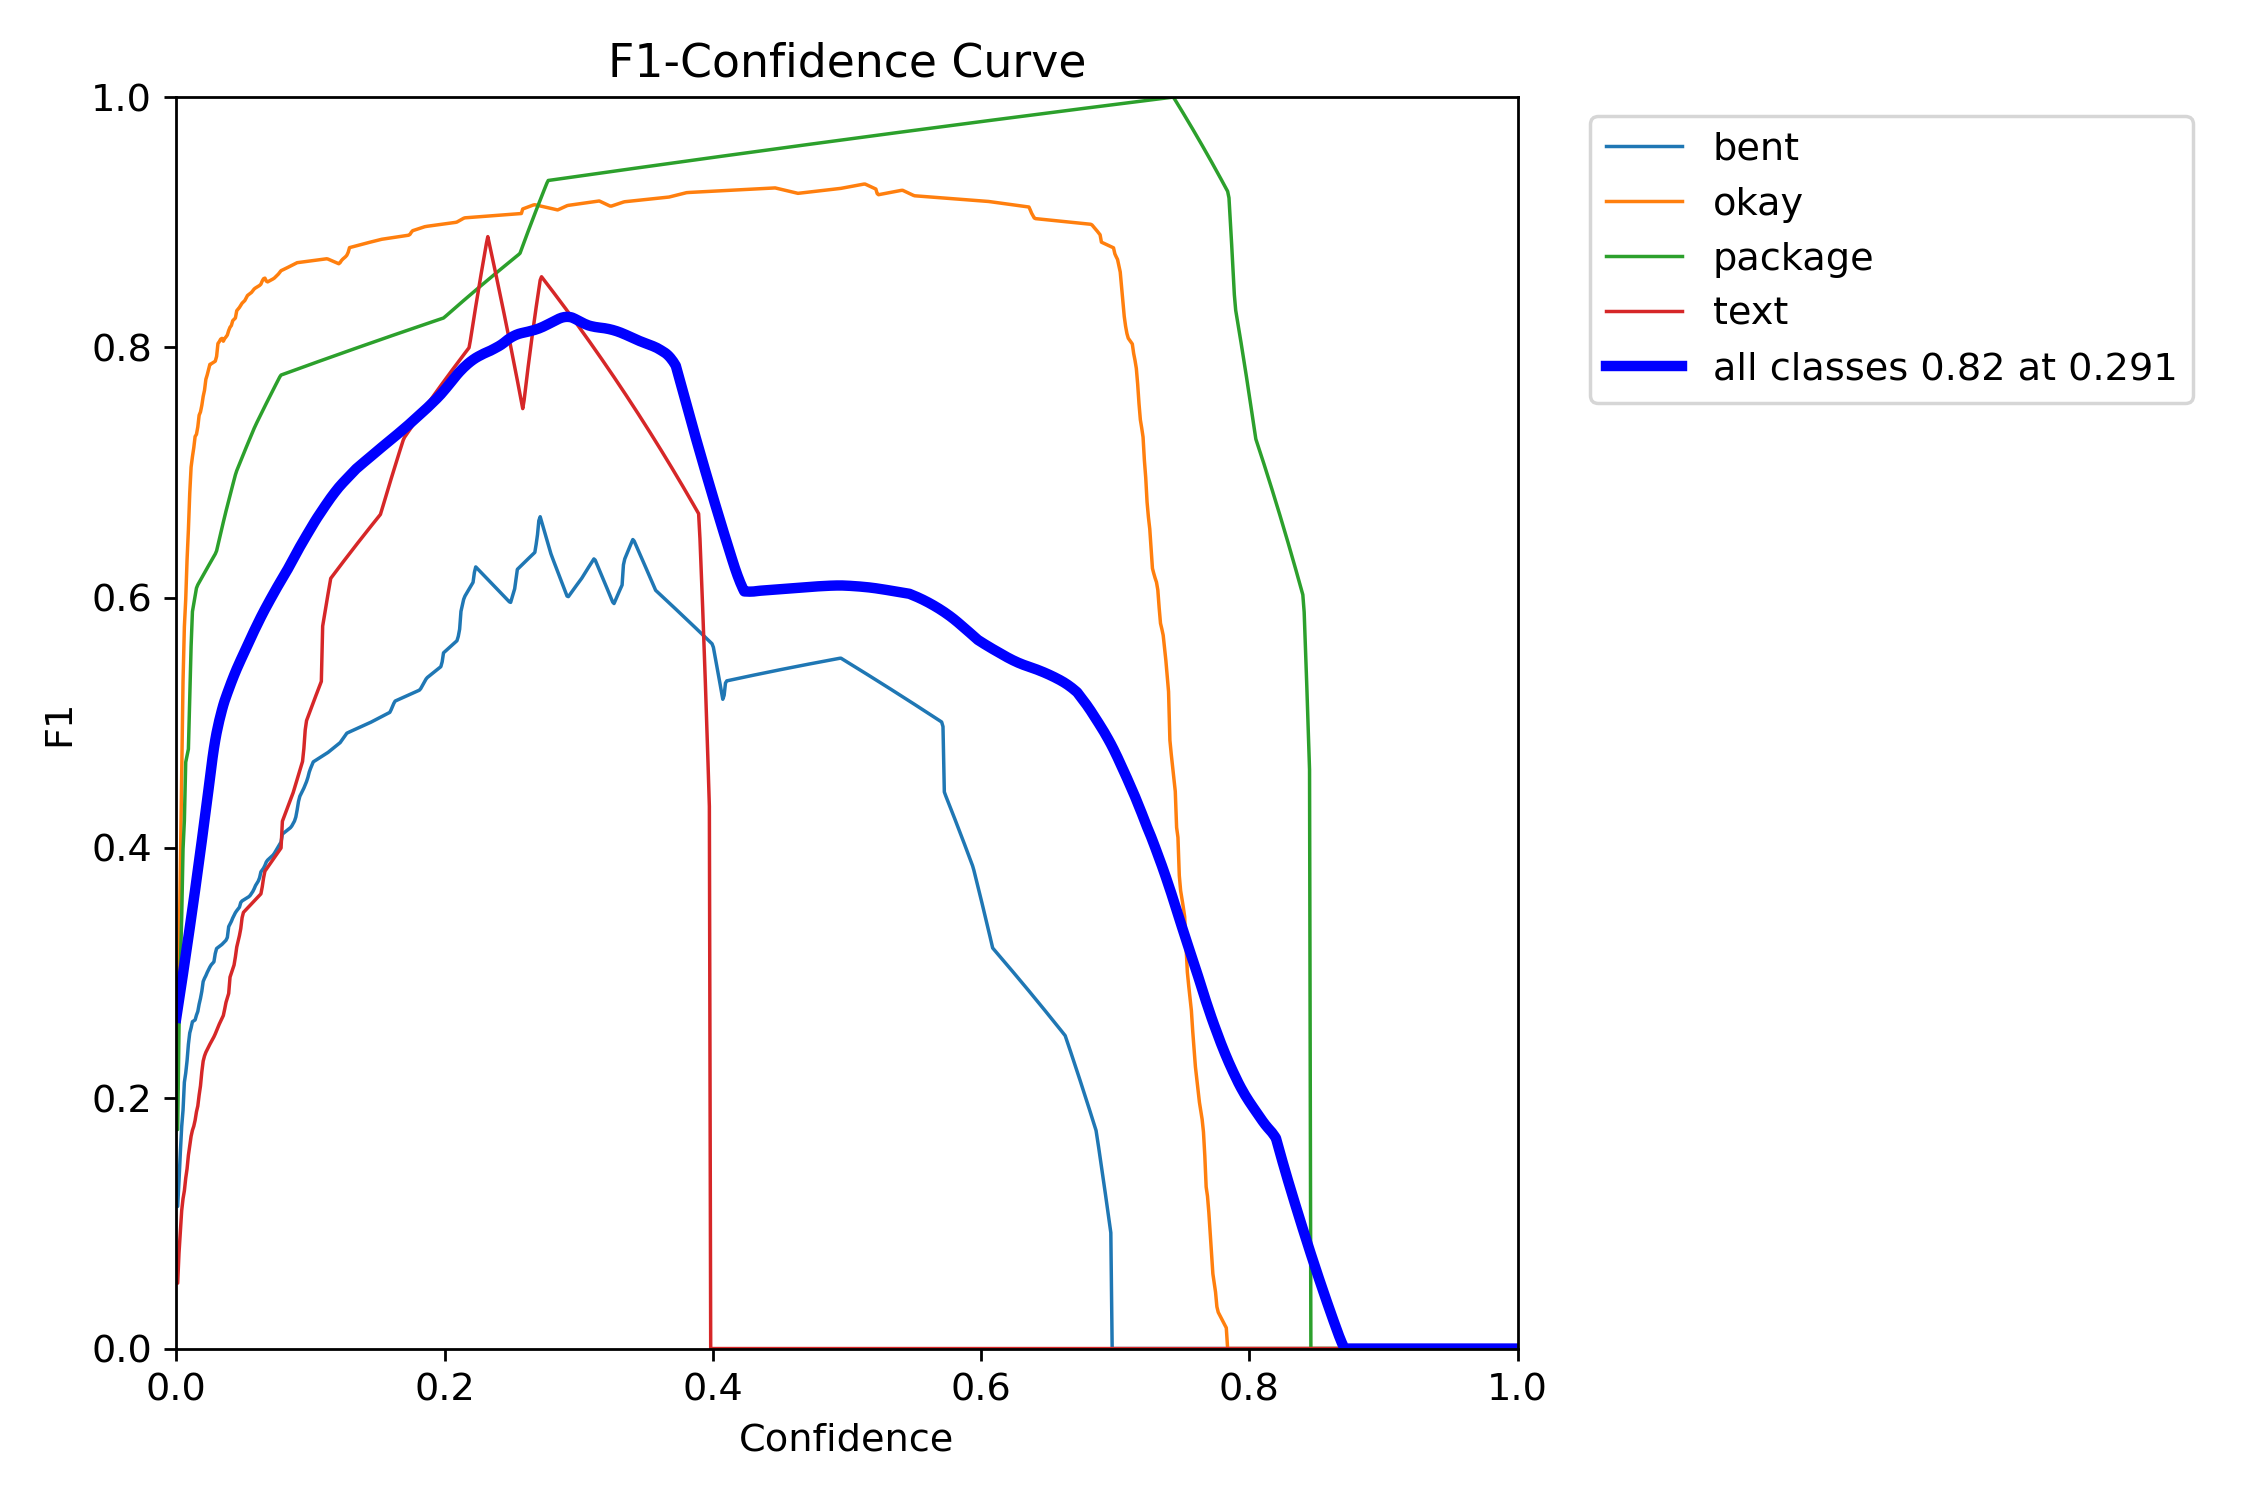 F1-Confidence Curve
1.0
0.8
0.6
0.4
0.2
0.0
F1
0.0 0.2 0.4 0.6 0.8 1.0
Confidence
bent
okay
package
text
all classes 0.82 at 0.291